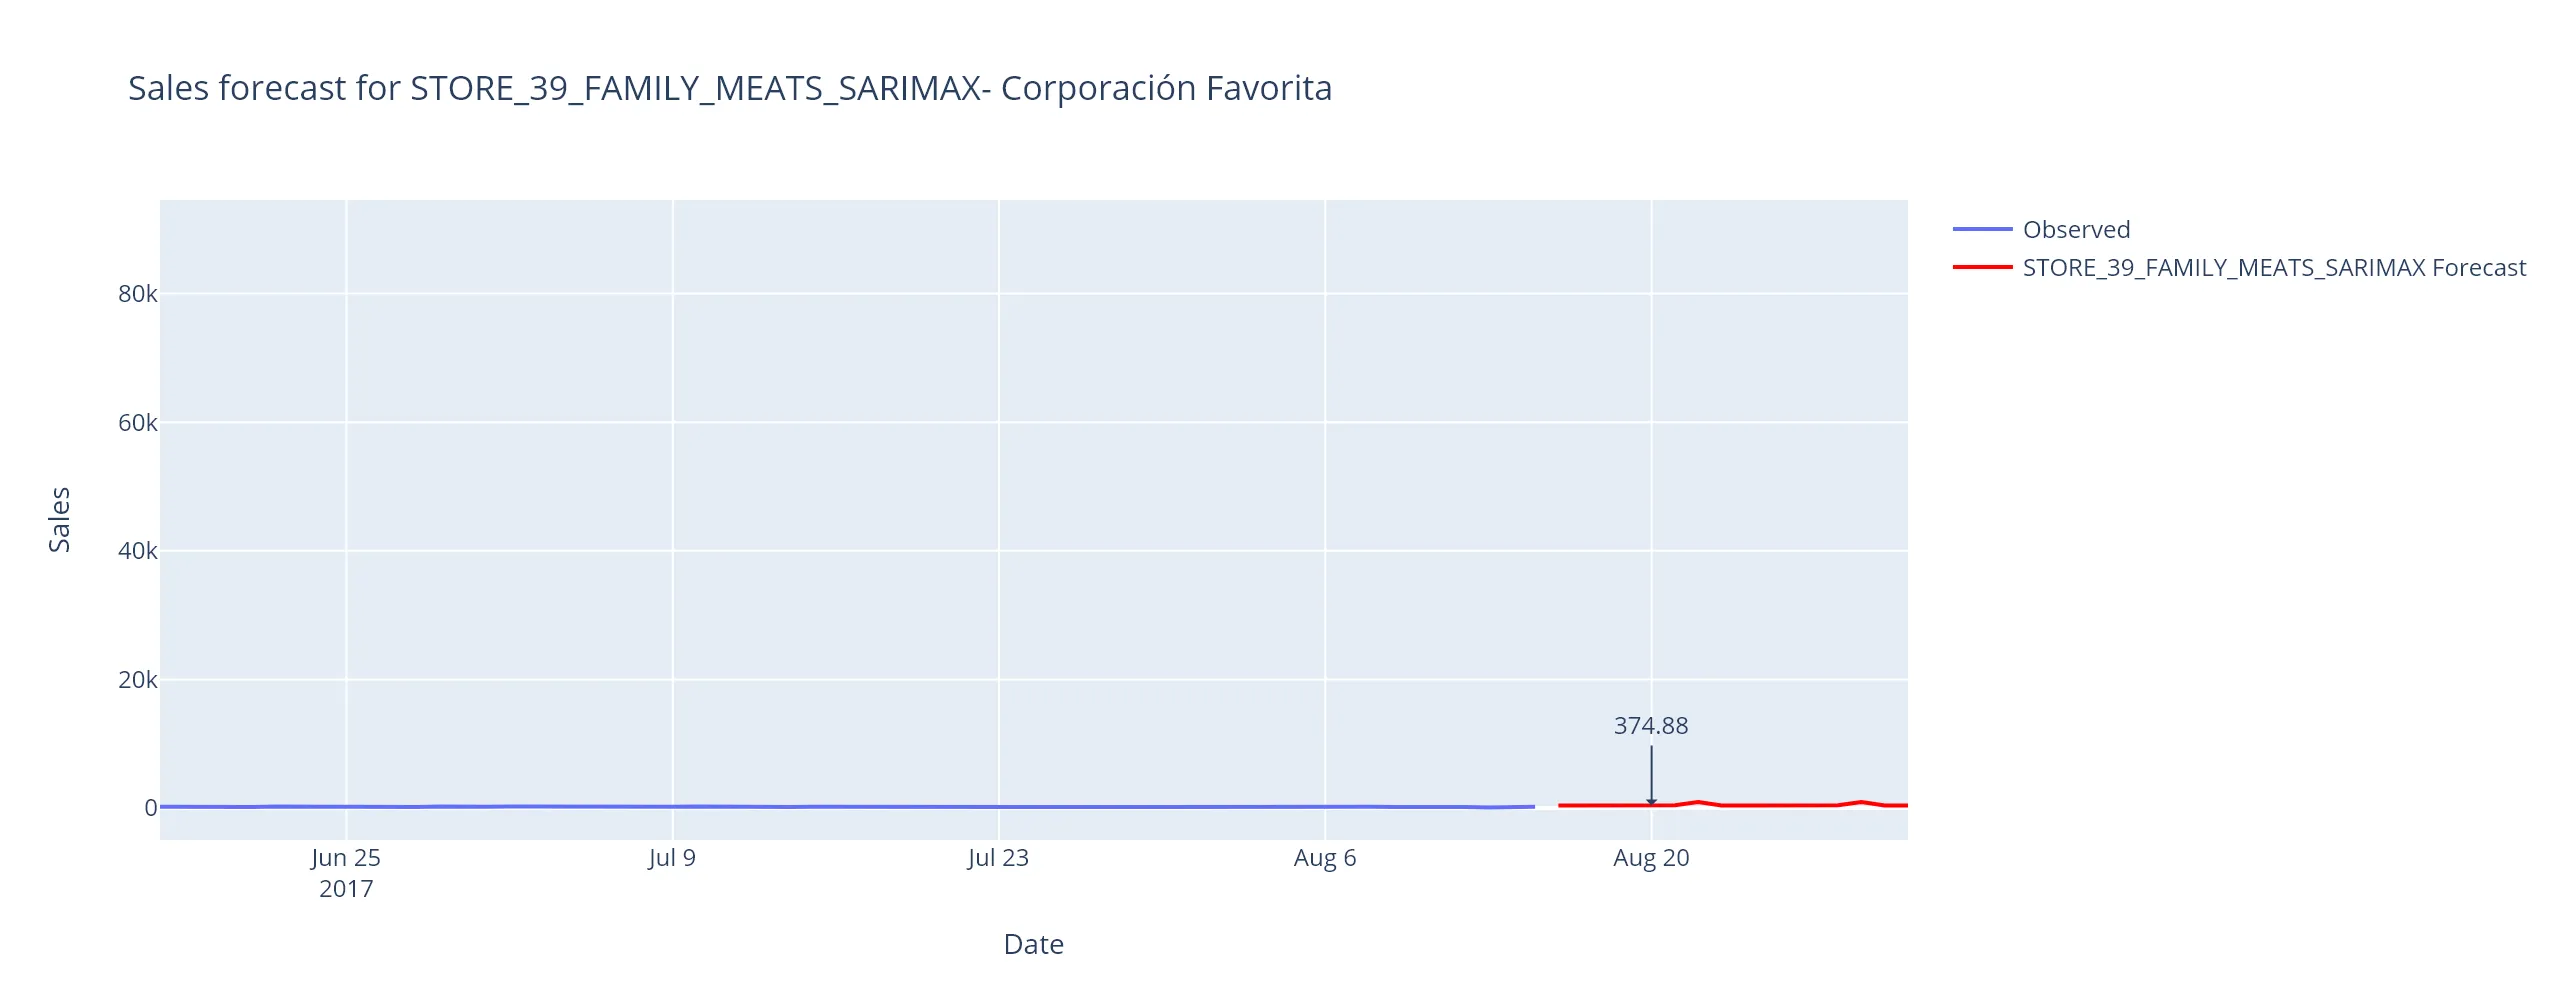 Sales forecast for STORE_39_FAMILY_MEATS_SARIMAX- Corporación Favorita
Observed
STORE_39_FAMILY_MEATS_SARIMAX Forecast
Sales
80k
60k
40k
20k
0
374.88
Jun 25
2017
Jul 9
Jul 23
Aug 6
Aug 20
Date